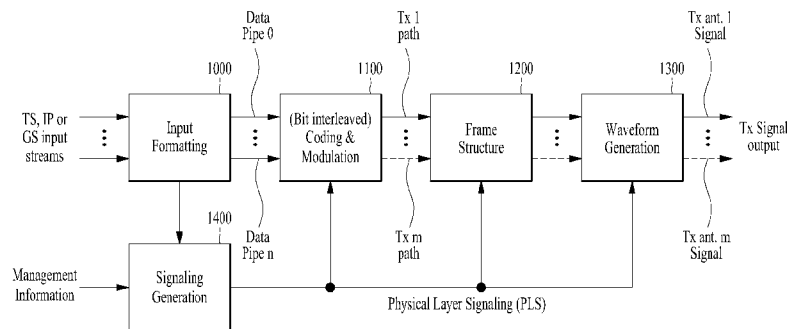 Data
Pipe 0
Tx 1
path
Tx ant. 1
Signal
1000
1100
1200
1300
TS, IP or
GS input
streams
Input
Formatting
(Bit interleaved)
Coding &
Modulation
Frame
Structure
Waveform
Generation
Tx Signal
output
Data
Pipe n
Tx m
path
Tx ant. m
Signal
1400
Management
Information
Signaling
Generation
Physical Layer Signaling (PLS)